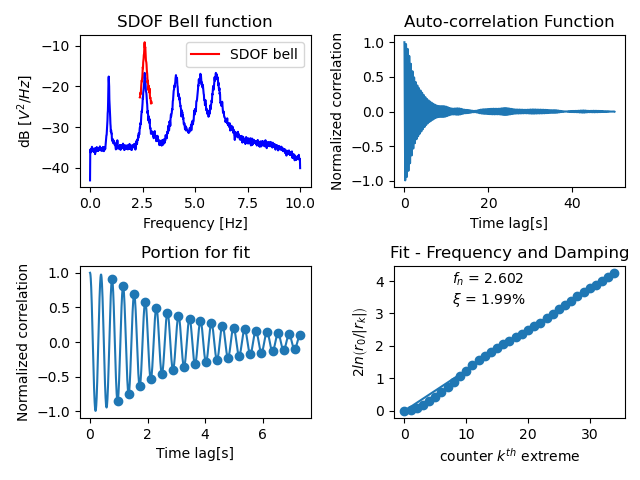 SDOF Bell function
dB [V²/Hz]
−10
−20
−30
−40
SDOF bell
0.0 2.5 5.0 7.5 10.0
Frequency [Hz]
Auto-correlation Function
Normalized correlation
1.0
0.5
0.0
−0.5
−1.0
0 20 40
Time lag[s]
Portion for fit
Normalized correlation
1.0
0.5
0.0
−0.5
−1.0
0 2 4 6
Time lag[s]
Fit - Frequency and Damping
2ln(r₀/|rₖ|)
4
3
2
1
0
fₙ = 2.602
ξ = 1.99%
0 10 20 30
counter kᵗʰ extreme